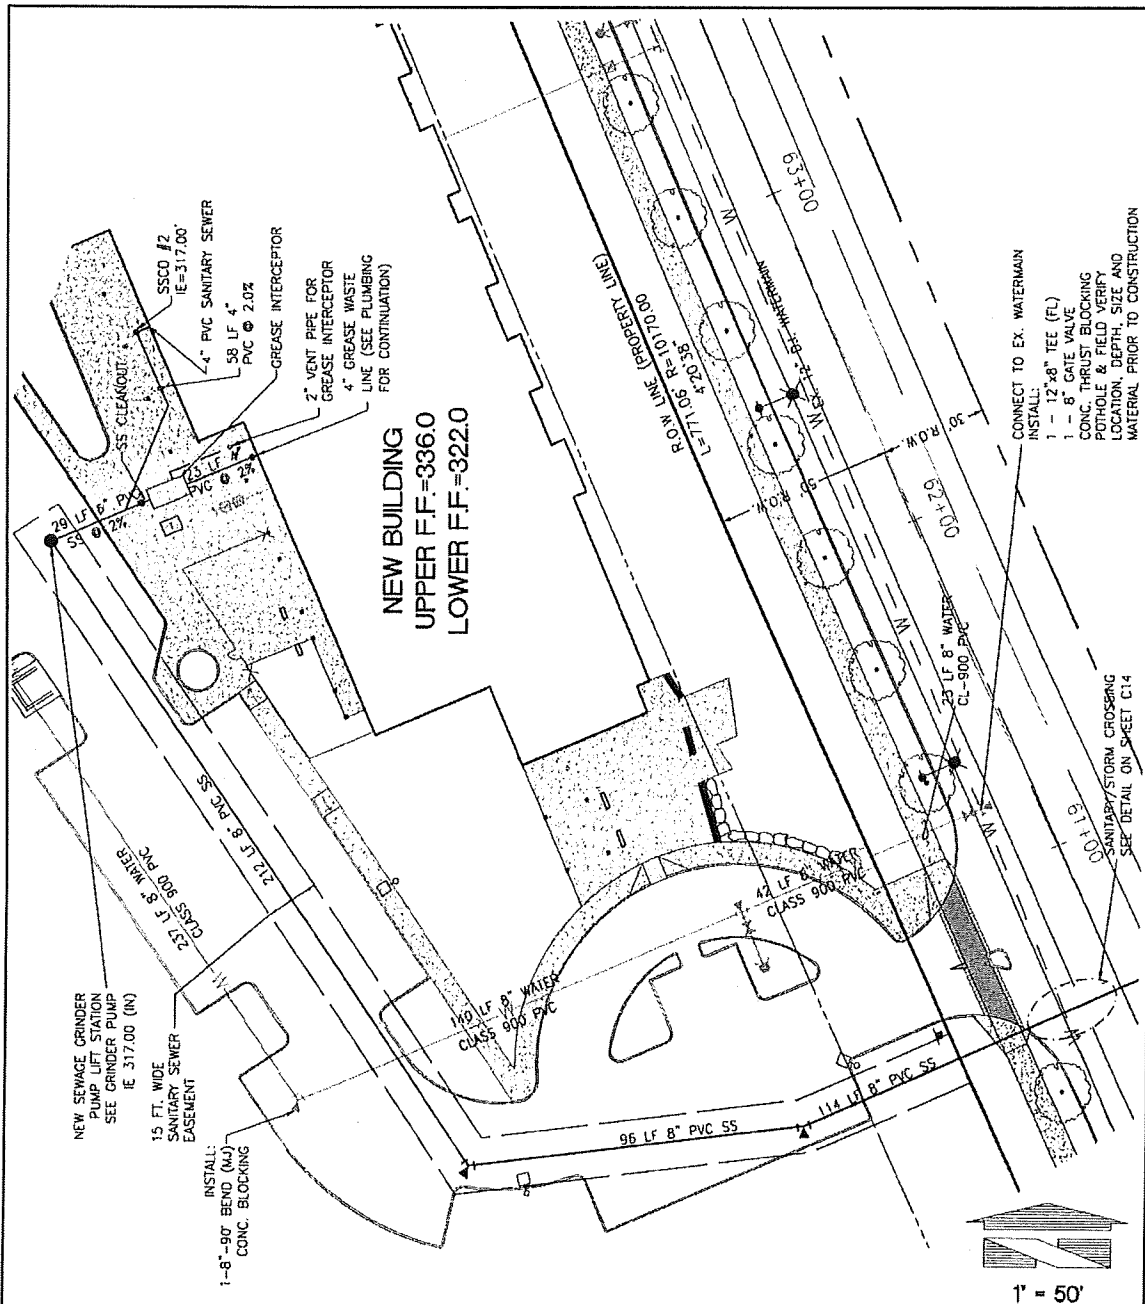 SSCO #2
IE=317.00'
4" PVC SANITARY SEWER
58 LF 4"
PVC @ 2.0%
GREASE INTERCEPTOR
SS CLEANOUT
2" VENT PIPE FOR
GREASE INTERCEPTOR
4" GREASE WASTE
LINE (SEE PLUMBING
FOR CONTINUATION)
29 LF 6" PVC
SS @ 2%
23 LF 4"
PVC @ 2%
NEW BUILDING
UPPER F.F.=336.0
LOWER F.F.=322.0
R.O.W LINE (PROPERTY LINE)
L=771.06' R=10170.00
4°20'38"
W EX. 12" D.I. WATERMAIN
W
W
W
63+00
62+00
61+00
50' R.O.W.
30' R.O.W.
CONNECT TO EX. WATERMAIN
INSTALL:
1 - 12"x8" TEE (FL)
1 - 8" GATE VALVE
CONC. THRUST BLOCKING
POTHOLE & FIELD VERIFY
LOCATION, DEPTH, SIZE AND
MATERIAL PRIOR TO CONSTRUCTION
23 LF 8" WATER
CL-900 PVC
SANITARY/STORM CROSSING
SEE DETAIL ON SHEET C14
212 LF, 8" PVC SS
237 LF 8" WATER
CLASS 900 PVC
NEW SEWAGE GRINDER
PUMP LIFT STATION
SEE GRINDER PUMP
IE 317.00 (IN)
15 FT. WIDE
SANITARY SEWER
EASEMENT
INSTALL:
1-8"-90° BEND (MJ)
CONC. BLOCKING
140 LF 8" WATER
CLASS 900 PVC
42 LF 8" WATER
CLASS 900 PVC
96 LF 8" PVC SS
114 LF 8" PVC SS
1' = 50'